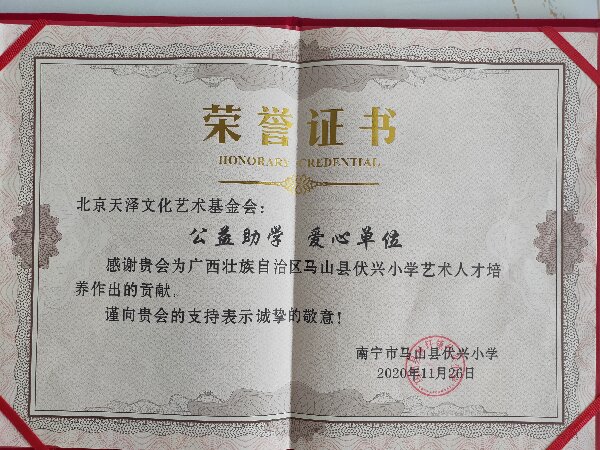 荣誉证书
HONORARY CREDENTIAL
北京天泽文化艺术基金会：
公益助学 爱心单位
感谢贵会为广西壮族自治区马山县伏兴小学艺术人才培
养作出的贡献。
谨向贵会的支持表示诚挚的敬意！
南宁市马山县伏兴小学
2020年11月26日